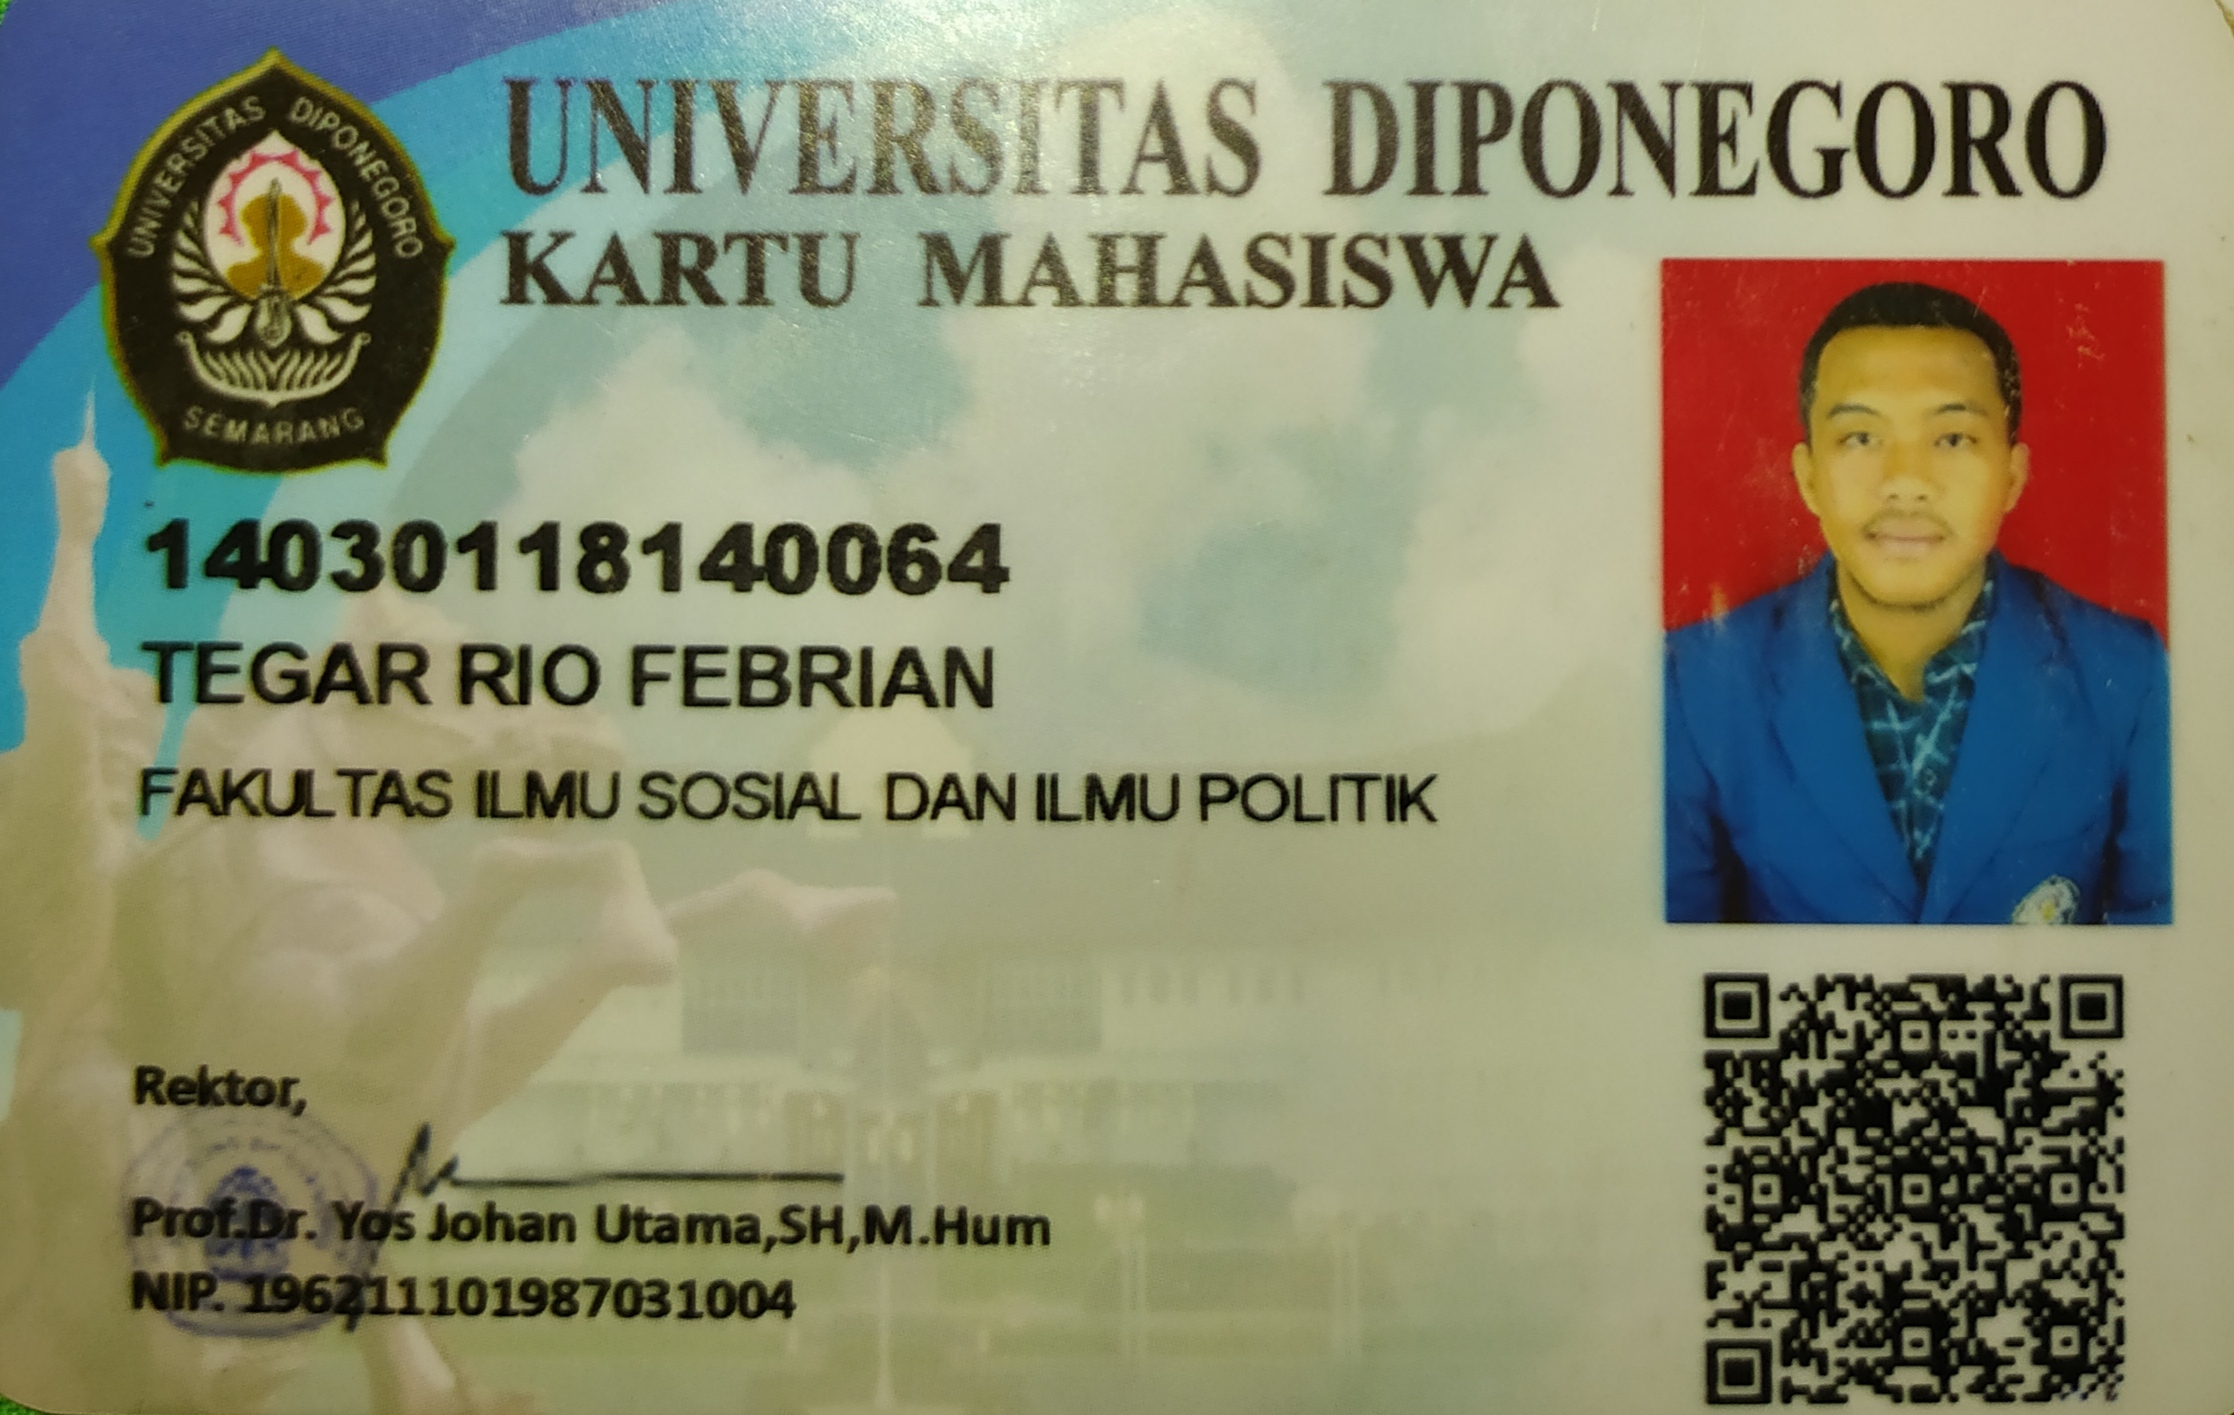 UNIVERSITAS DIPONEGORO
SEMARANG
UNIVERSITAS DIPONEGORO
KARTU MAHASISWA
14030118140064
TEGAR RIO FEBRIAN
FAKULTAS ILMU SOSIAL DAN ILMU POLITIK
Rektor,
Prof.Dr. Yos Johan Utama,SH,M.Hum
NIP. 196211101987031004